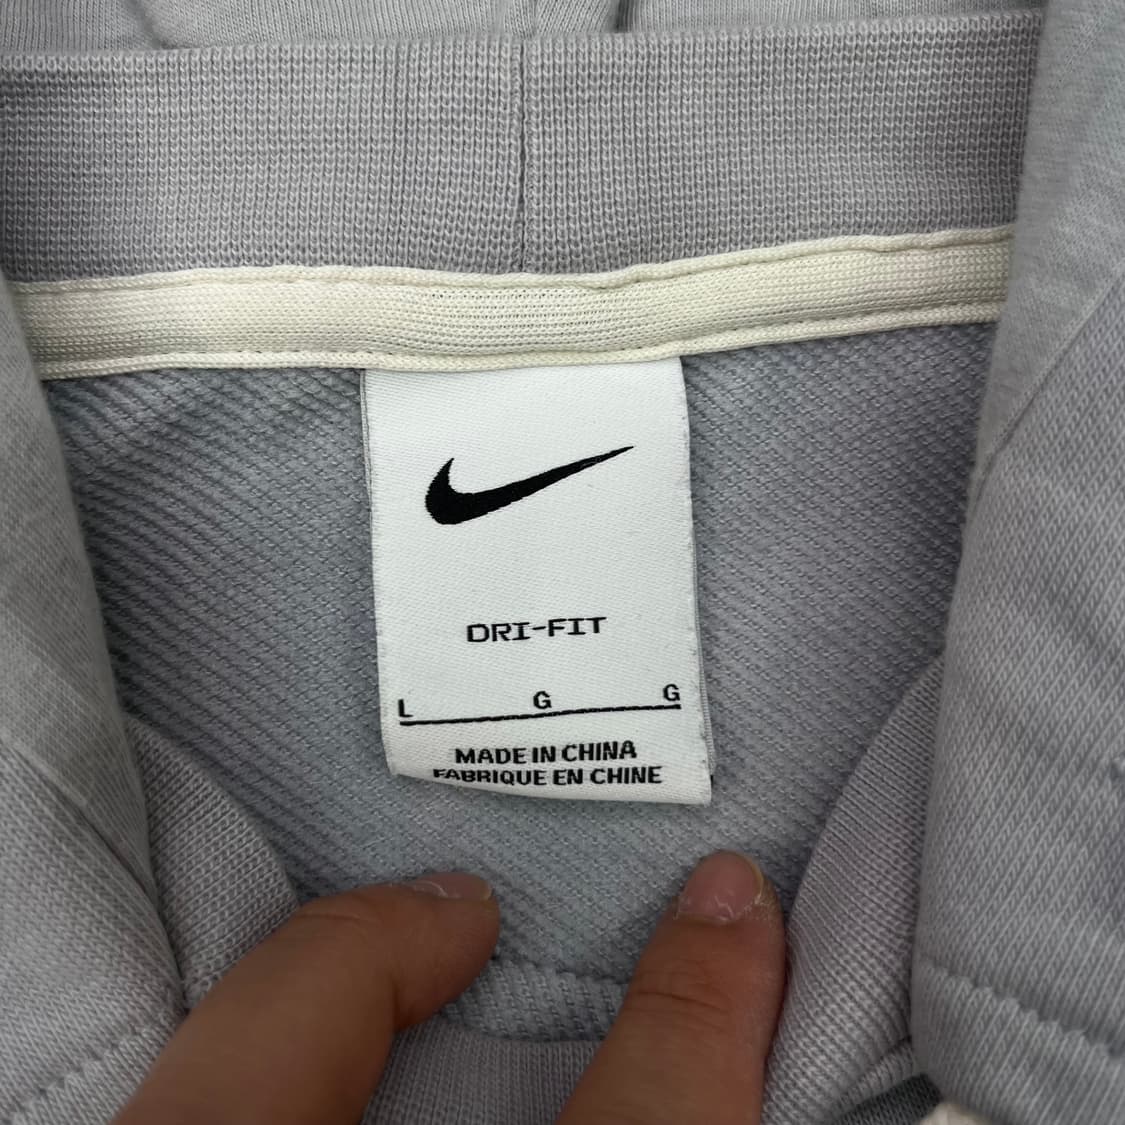 DRI-FIT
L G G
MADE IN CHINA
FABRIQUE EN CHINE